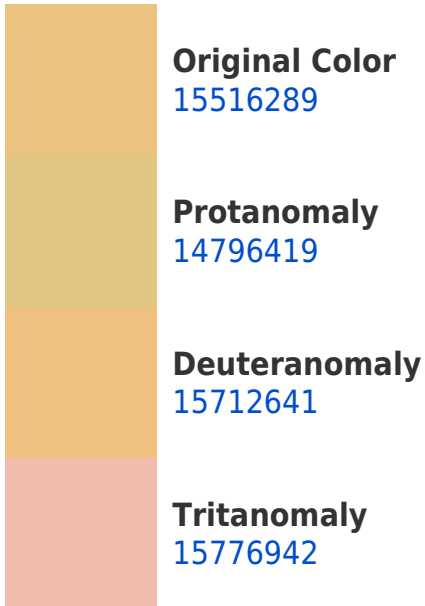 Original Color
15516289
Protanomaly
14796419
Deuteranomaly
15712641
Tritanomaly
15776942